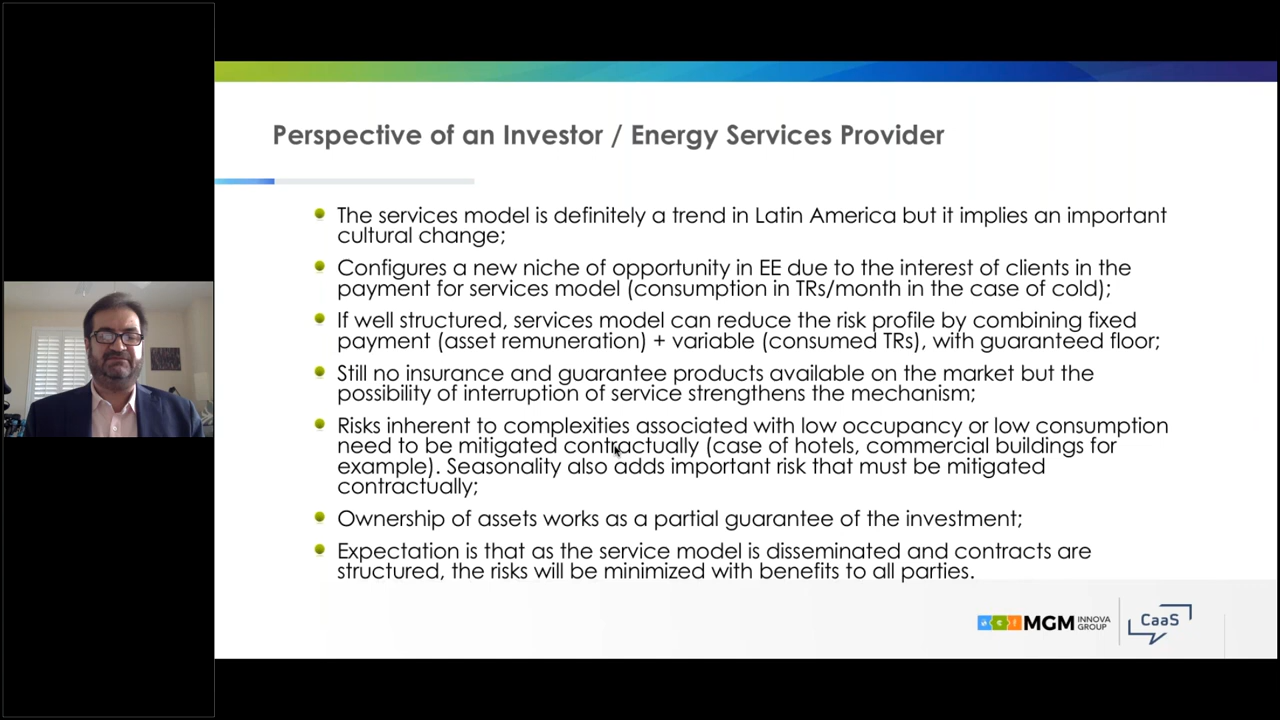 Perspective of an Investor / Energy Services Provider
The services model is definitely a trend in Latin America but it implies an important
cultural change;
Configures a new niche of opportunity in EE due to the interest of clients in the
payment for services model (consumption in TRs/month in the case of cold);
If well structured, services model can reduce the risk profile by combining fixed
payment (asset remuneration) + variable (consumed TRs), with guaranteed floor;
Still no insurance and guarantee products available on the market but the
possibility of interruption of service strengthens the mechanism;
Risks inherent to complexities associated with low occupancy or low consumption
need to be mitigated contractually (case of hotels, commercial buildings for
example). Seasonality also adds important risk that must be mitigated
contractually;
Ownership of assets works as a partial guarantee of the investment;
Expectation is that as the service model is disseminated and contracts are
structured, the risks will be minimized with benefits to all parties.
MGM INNOVA GROUP
CaaS